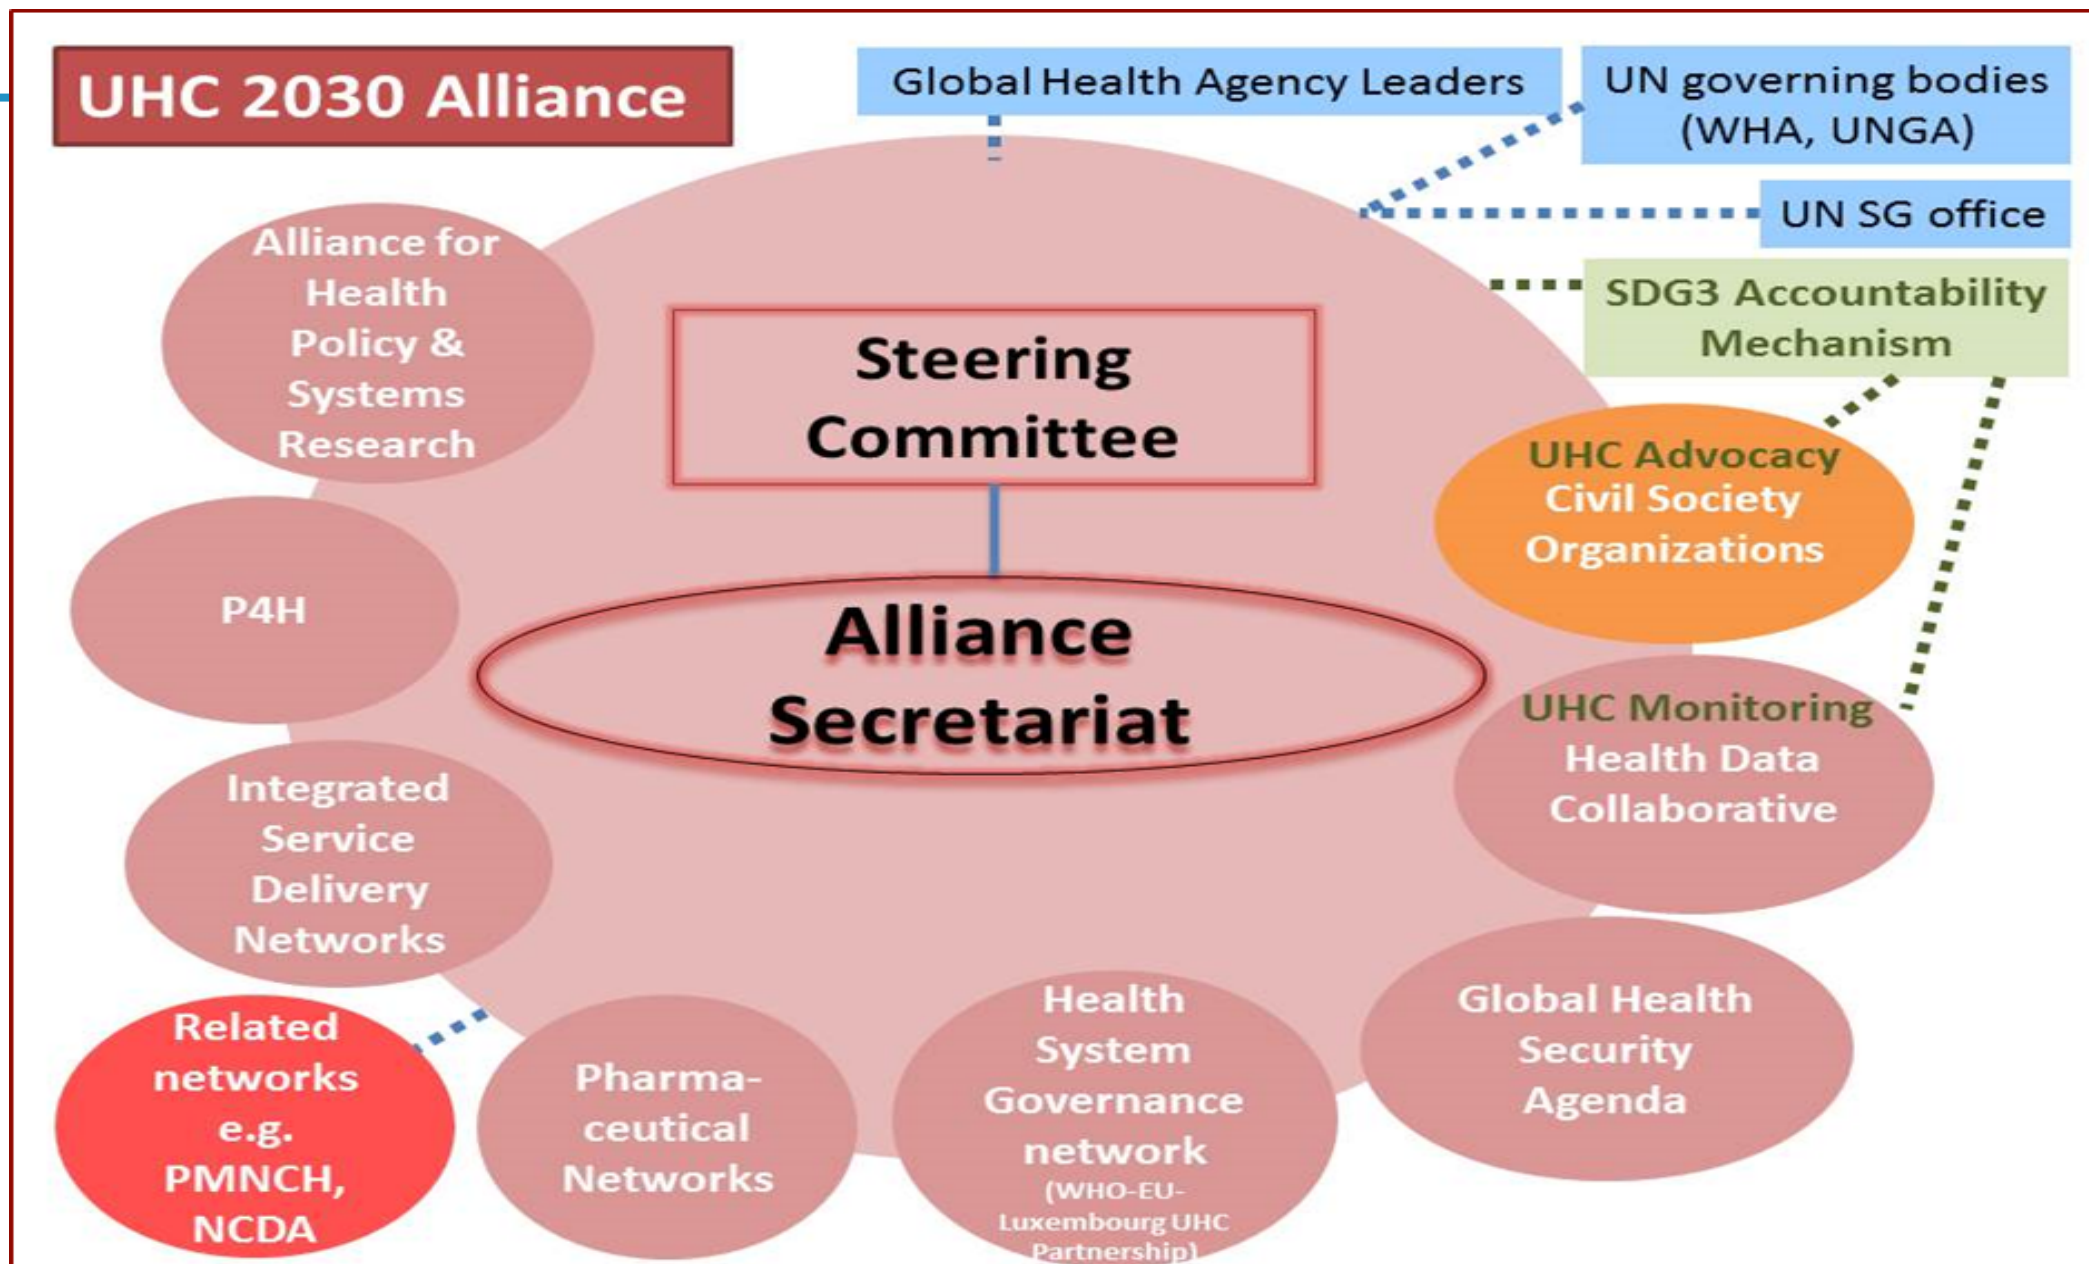 UHC 2030 Alliance
Global Health Agency Leaders
UN governing bodies
(WHA, UNGA)
UN SG office
SDG3 Accountability
Mechanism
Alliance for
Health
Policy &
Systems
Research
Steering
Committee
UHC Advocacy
Civil Society
Organizations
P4H
Alliance
Secretariat
UHC Monitoring
Health Data
Collaborative
Integrated
Service
Delivery
Networks
Global Health
Security
Agenda
Related
networks
e.g.
PMNCH,
NCDA
Pharma-
ceutical
Networks
Health
System
Governance
network
(WHO-EU-
Luxembourg UHC
Partnership)